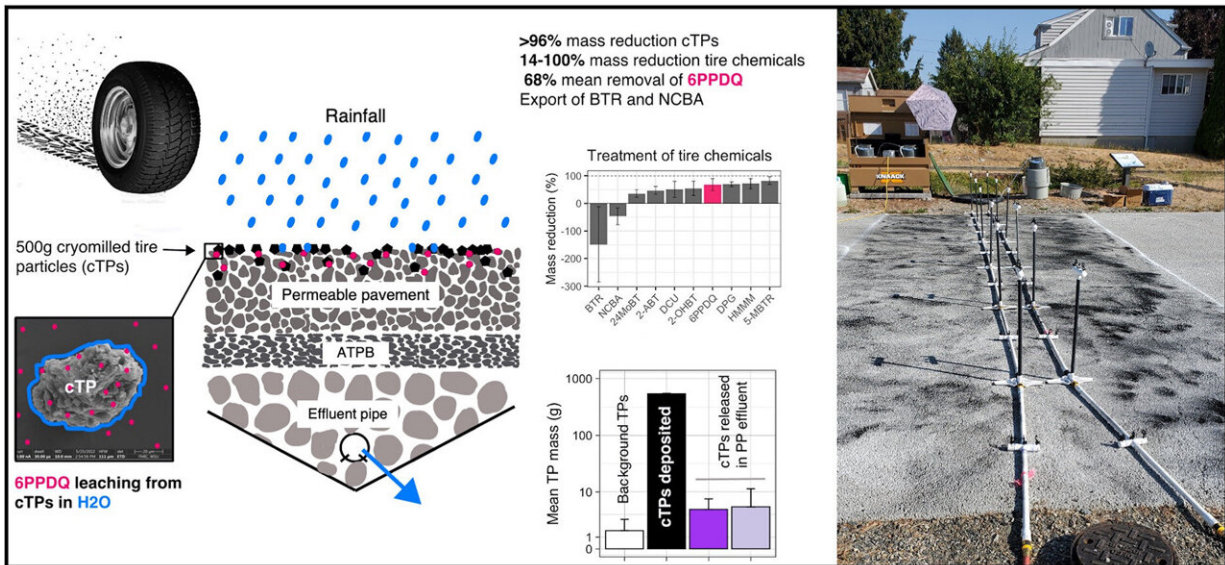 >96% mass reduction cTPs
14-100% mass reduction tire chemicals
68% mean removal of 6PPDQ
Export of BTR and NCBA
Rainfall
500g cryomilled tire
particles (cTPs)
Permeable pavement
ATPB
Effluent pipe
cTP
6PPDQ leaching from
cTPs in H2O
Treatment of tire chemicals
Mass reduction (%)
100
0
-100
-200
-300
BTR
NCBA
24MoBT
2-ABT
DCU
2-OHBT
6PPDQ
DPG
HMMM
5-MBTR
Mean TP mass (g)
1000
100
10
1
0
Background TPs
cTPs deposited
cTPs released
in PP effluent
KNAACK